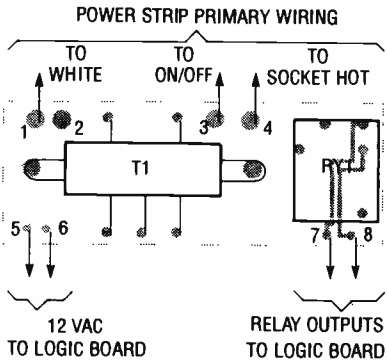 POWER STRIP PRIMARY WIRING
TO WHITE
TO ON/OFF
TO SOCKET HOT
1 2 3 4
T1
RY1
5 6 7 8
12 VAC
TO LOGIC BOARD
RELAY OUTPUTS
TO LOGIC BOARD